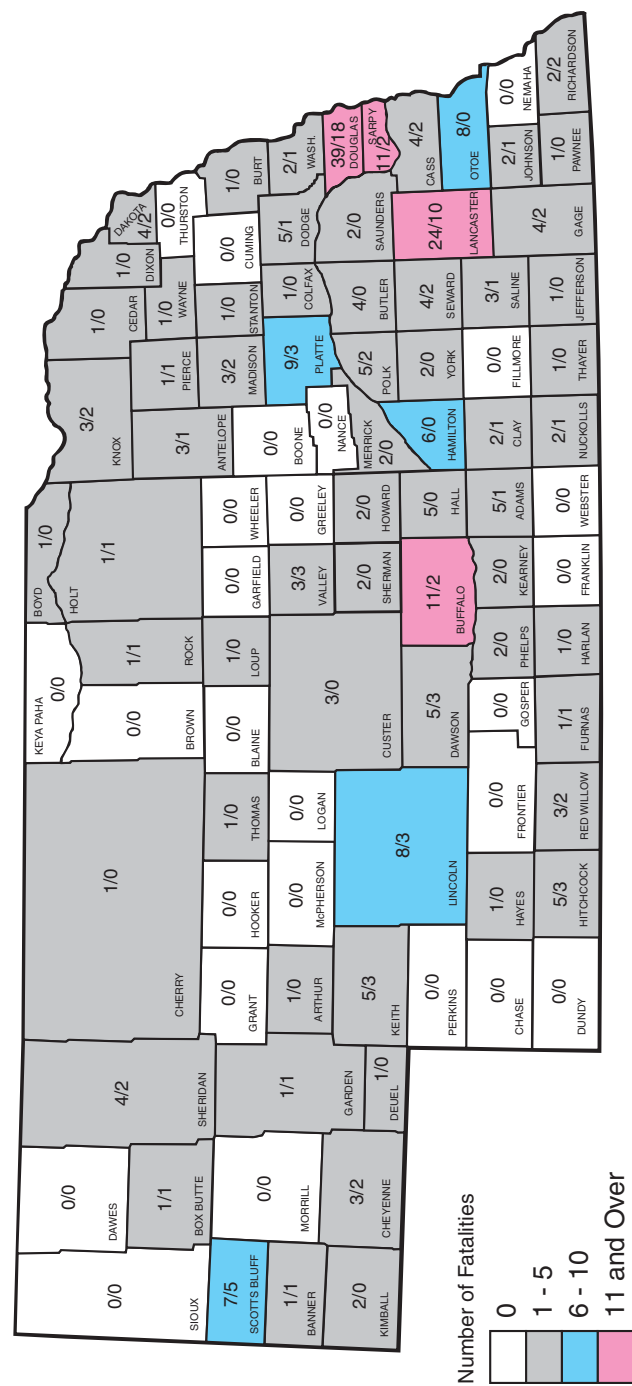 0/0
SIOUX
0/0
DAWES
4/2
SHERIDAN
1/1
BOX BUTTE
7/5
SCOTTS BLUFF
0/0
MORRILL
1/1
GARDEN
1/1
BANNER
2/0
KIMBALL
3/2
CHEYENNE
1/0
DEUEL
1/0
CHERRY
KEYA PAHA
0/0
BOYD
1/0
0/0
BROWN
1/1
ROCK
HOLT
1/1
3/2
KNOX
1/0
CEDAR
1/0
DIXON
DAKOTA
4/2
3/1
ANTELOPE
1/1
PIERCE
1/0
WAYNE
0/0
THURSTON
0/0
GRANT
0/0
HOOKER
1/0
THOMAS
0/0
BLAINE
1/0
LOUP
0/0
GARFIELD
0/0
WHEELER
0/0
BOONE
3/2
MADISON
1/0
STANTON
0/0
CUMING
1/0
BURT
1/0
ARTHUR
0/0
McPHERSON
0/0
LOGAN
3/0
CUSTER
3/3
VALLEY
0/0
GREELEY
0/0
NANCE
9/3
PLATTE
1/0
COLFAX
5/1
DODGE
2/1
WASH.
5/3
KEITH
8/3
LINCOLN
2/0
SHERMAN
2/0
HOWARD
MERRICK
2/0
5/2
POLK
4/0
BUTLER
2/0
SAUNDERS
39/18
DOUGLAS
SARPY
11/2
0/0
PERKINS
5/3
DAWSON
11/2
BUFFALO
5/0
HALL
6/0
HAMILTON
2/0
YORK
4/2
SEWARD
24/10
LANCASTER
4/2
CASS
8/0
OTOE
0/0
CHASE
1/0
HAYES
0/0
FRONTIER
0/0
GOSPER
2/0
PHELPS
2/0
KEARNEY
5/1
ADAMS
2/1
CLAY
0/0
FILLMORE
3/1
SALINE
4/2
GAGE
2/1
JOHNSON
0/0
NEMAHA
0/0
DUNDY
5/3
HITCHCOCK
3/2
RED WILLOW
1/1
FURNAS
1/0
HARLAN
0/0
FRANKLIN
0/0
WEBSTER
2/1
NUCKOLLS
1/0
THAYER
1/0
JEFFERSON
1/0
PAWNEE
2/2
RICHARDSON
Number of Fatalities
0
1 - 5
6 - 10
11 and Over